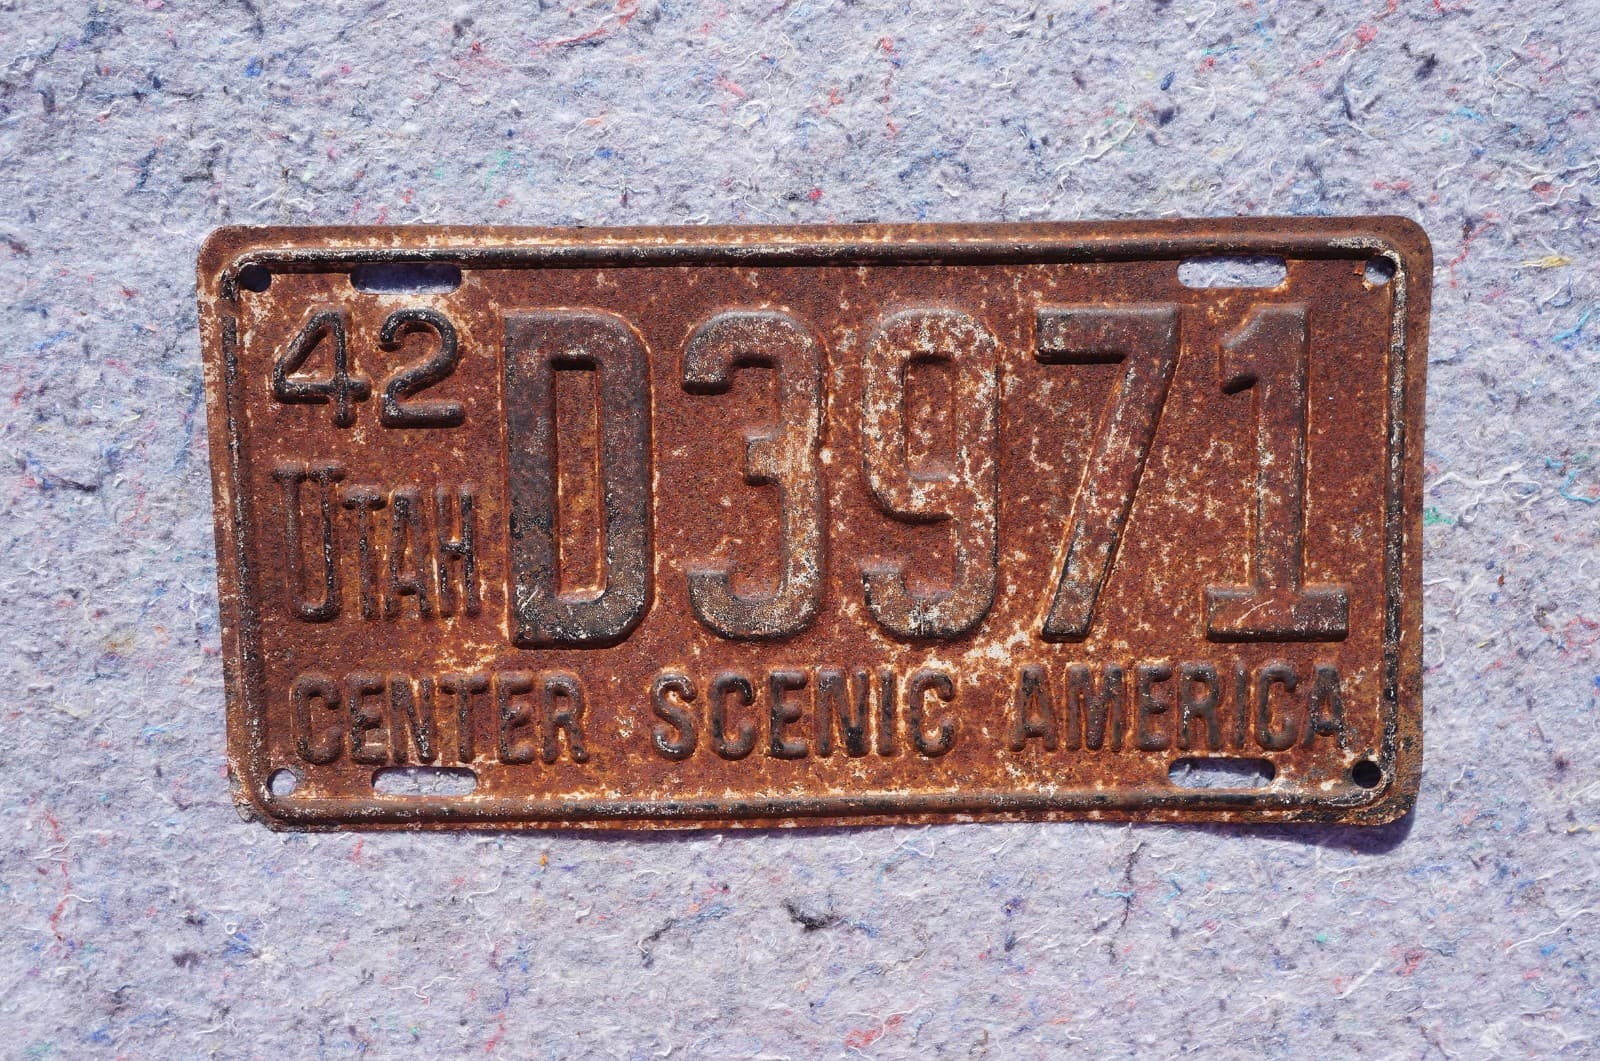 42 D3971
UTAH
CENTER SCENIC AMERICA